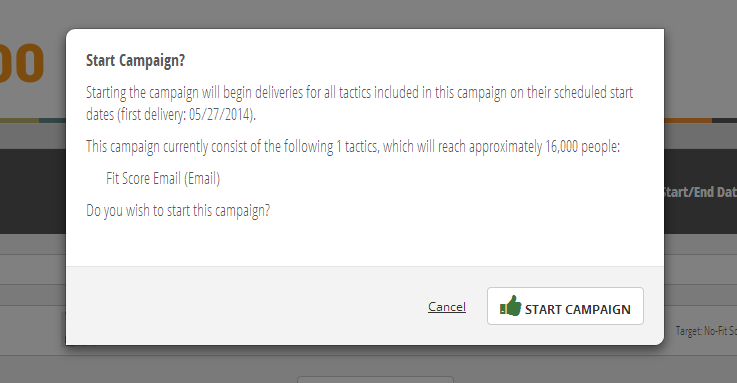 Start Campaign?
Starting the campaign will begin deliveries for all tactics included in this campaign on their scheduled start
dates (first delivery: 05/27/2014).
This campaign currently consist of the following 1 tactics, which will reach approximately 16,000 people:
Fit Score Email (Email)
Do you wish to start this campaign?
Start/End Dat
Cancel
START CAMPAIGN
Target: No-Fit Sc